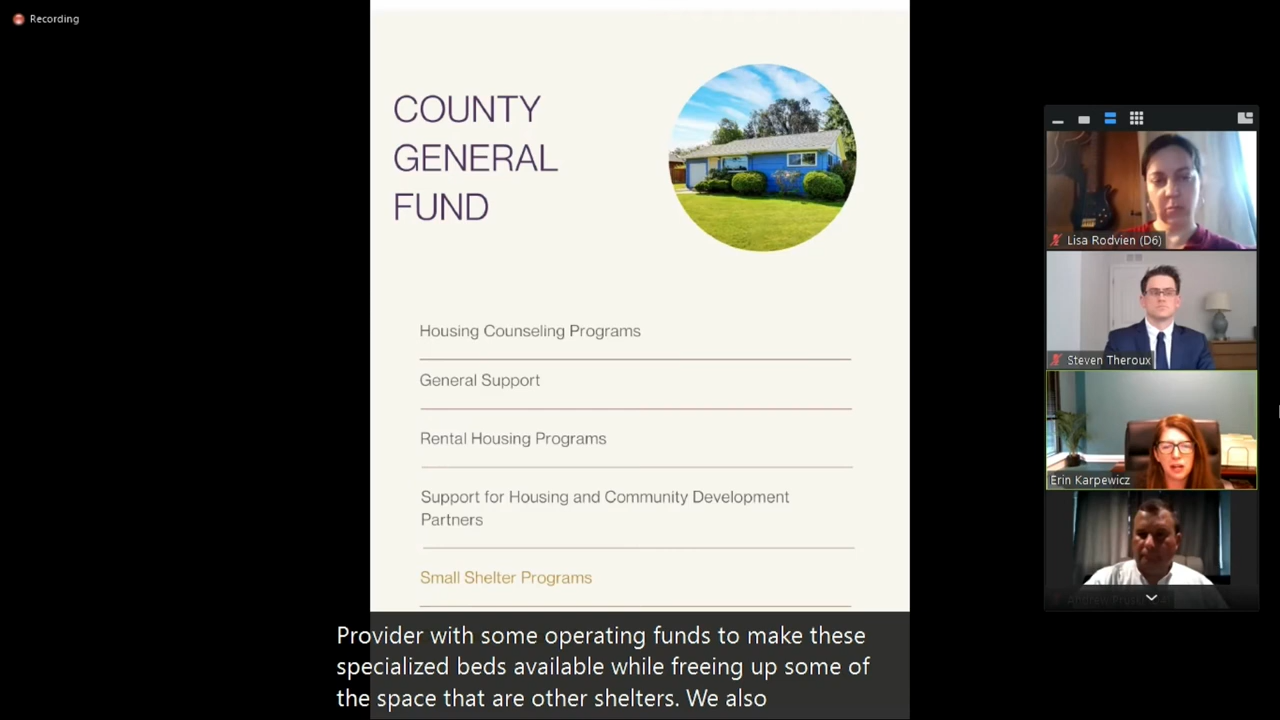 Recording
COUNTY
GENERAL
FUND
Housing Counseling Programs
General Support
Rental Housing Programs
Support for Housing and Community Development
Partners
Small Shelter Programs
Provider with some operating funds to make these
specialized beds available while freeing up some of
the space that are other shelters. We also
Lisa Rodvien (D6)
Steven Theroux
Erin Karpewicz
Andrew